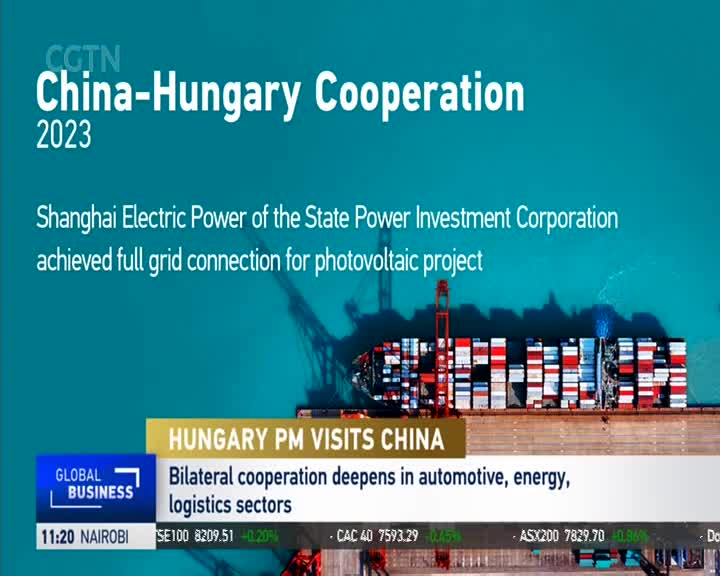 CGTN
China-Hungary Cooperation
2023
Shanghai Electric Power of the State Power Investment Corporation
achieved full grid connection for photovoltaic project
HUNGARY PM VISITS CHINA
GLOBAL
BUSINESS
Bilateral cooperation deepens in automotive, energy,
logistics sectors
11:20 NAIROBI
TSE100 8209.51 +0.20% · CAC 40 7593.29 -0.45% · ASX200 7829.70 +0.86% · Do